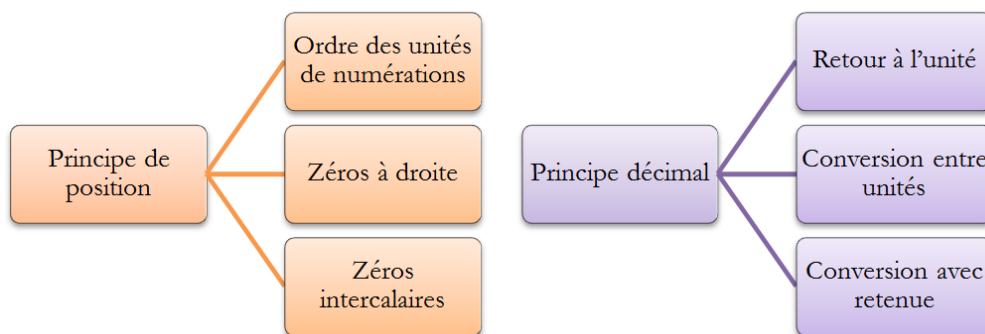 Principe de
position
Ordre des unités
de numérations
Zéros à droite
Zéros
intercalaires
Principe décimal
Retour à l'unité
Conversion entre
unités
Conversion avec
retenue